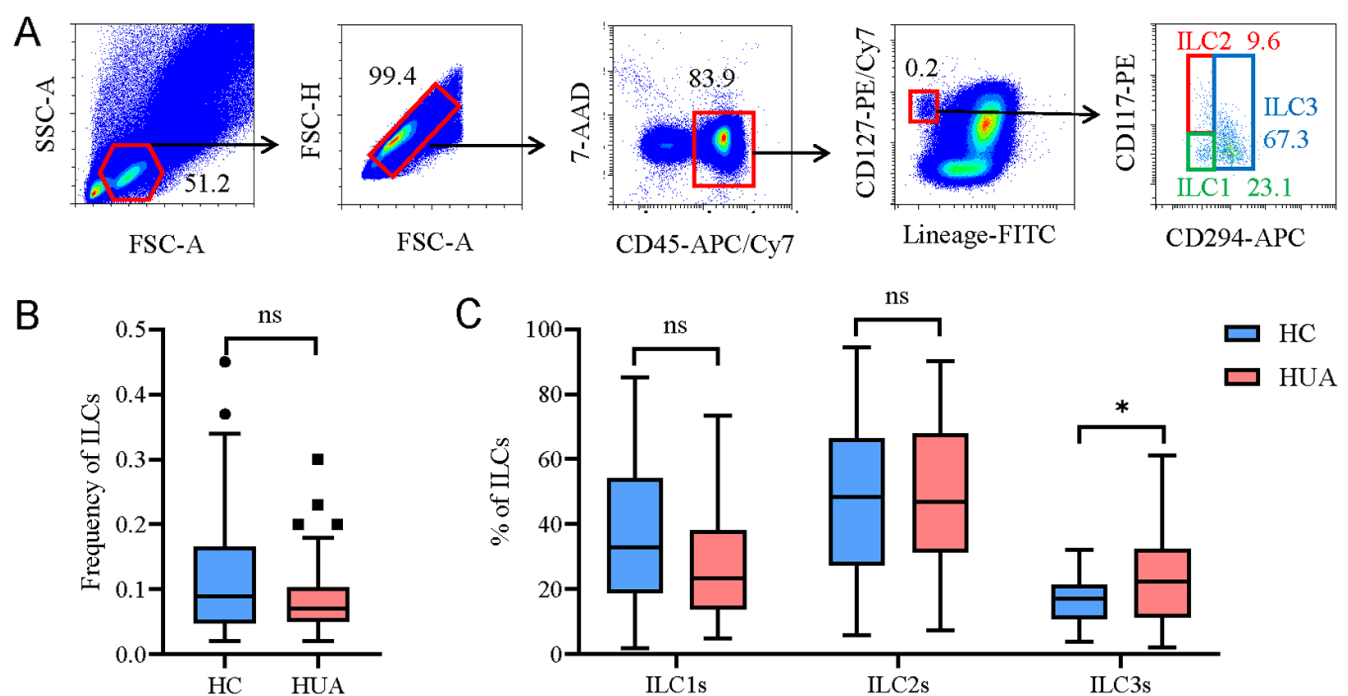 A
SSC-A
51.2
FSC-A
FSC-H
99.4
FSC-A
7-AAD
83.9
CD45-APC/Cy7
CD127-PE/Cy7
0.2
Lineage-FITC
CD117-PE
ILC2 9.6
ILC3
67.3
ILC1 23.1
CD294-APC
B
Frequency of ILCs
0.5
0.4
0.3
0.2
0.1
0.0
ns
HC HUA
C
% of ILCs
100
80
60
40
20
0
ns
ns
*
ILC1s ILC2s ILC3s
HC
HUA